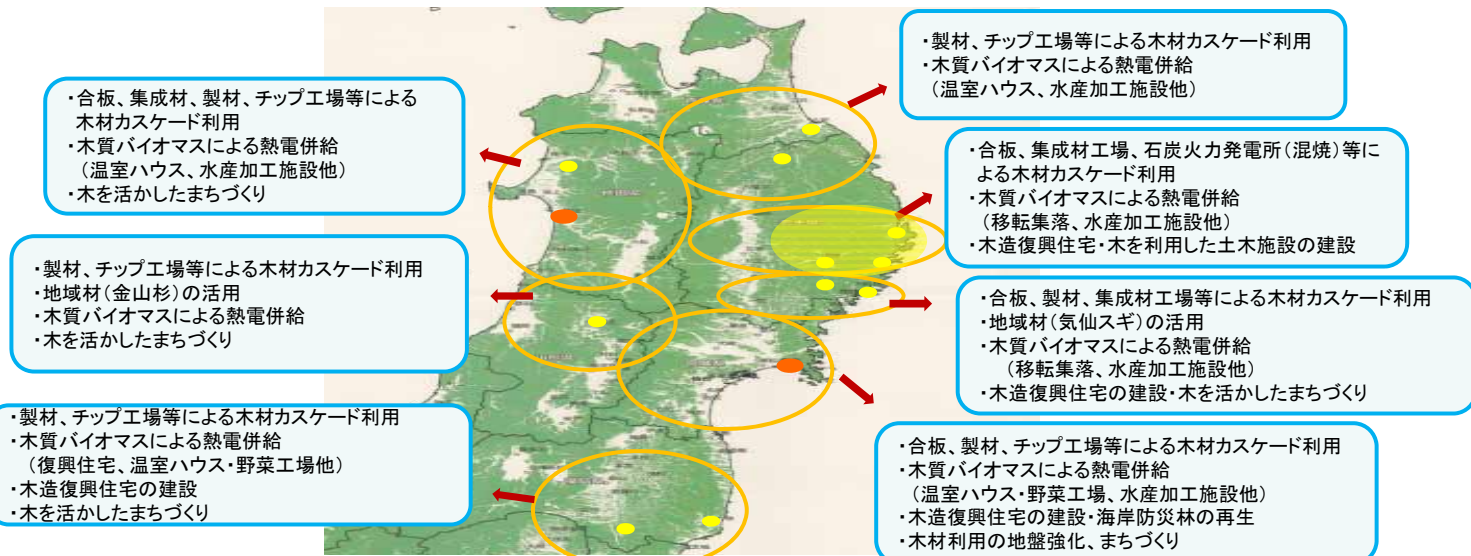 ・合板、集成材、製材、チップ工場等による
木材カスケード利用
・木質バイオマスによる熱電併給
（温室ハウス、水産加工施設他）
・木を活かしたまちづくり
・製材、チップ工場等による木材カスケード利用
・地域材（金山杉）の活用
・木質バイオマスによる熱電併給
・木を活かしたまちづくり
・製材、チップ工場等による木材カスケード利用
・木質バイオマスによる熱電併給
（復興住宅、温室ハウス・野菜工場他）
・木造復興住宅の建設
・木を活かしたまちづくり
・製材、チップ工場等による木材カスケード利用
・木質バイオマスによる熱電併給
（温室ハウス、水産加工施設他）
・合板、集成材工場、石炭火力発電所（混焼）等に
よる木材カスケード利用
・木質バイオマスによる熱電併給
（移転集落、水産加工施設他）
・木造復興住宅・木を利用した土木施設の建設
・合板、製材、集成材工場等による木材カスケード利用
・地域材（気仙スギ）の活用
・木質バイオマスによる熱電併給
（移転集落、水産加工施設他）
・木造復興住宅の建設・木を活かしたまちづくり
・合板、製材、チップ工場等による木材カスケード利用
・木質バイオマスによる熱電併給
（温室ハウス・野菜工場、水産加工施設他）
・木造復興住宅の建設・海岸防災林の再生
・木材利用の地盤強化、まちづくり